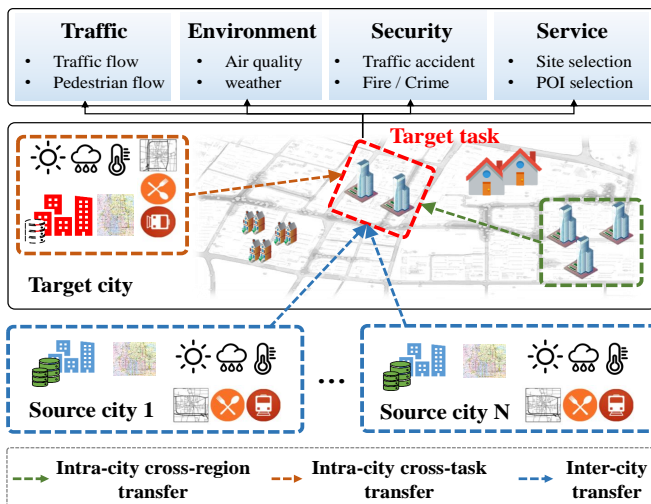 Traffic
• Traffic flow
• Pedestrian flow
Environment
• Air quality
• weather
Security
• Traffic accident
• Fire / Crime
Service
• Site selection
• POI selection
Target task
Target city
Source city 1
...
Source city N
Intra-city cross-region
transfer
Intra-city cross-task
transfer
Inter-city
transfer